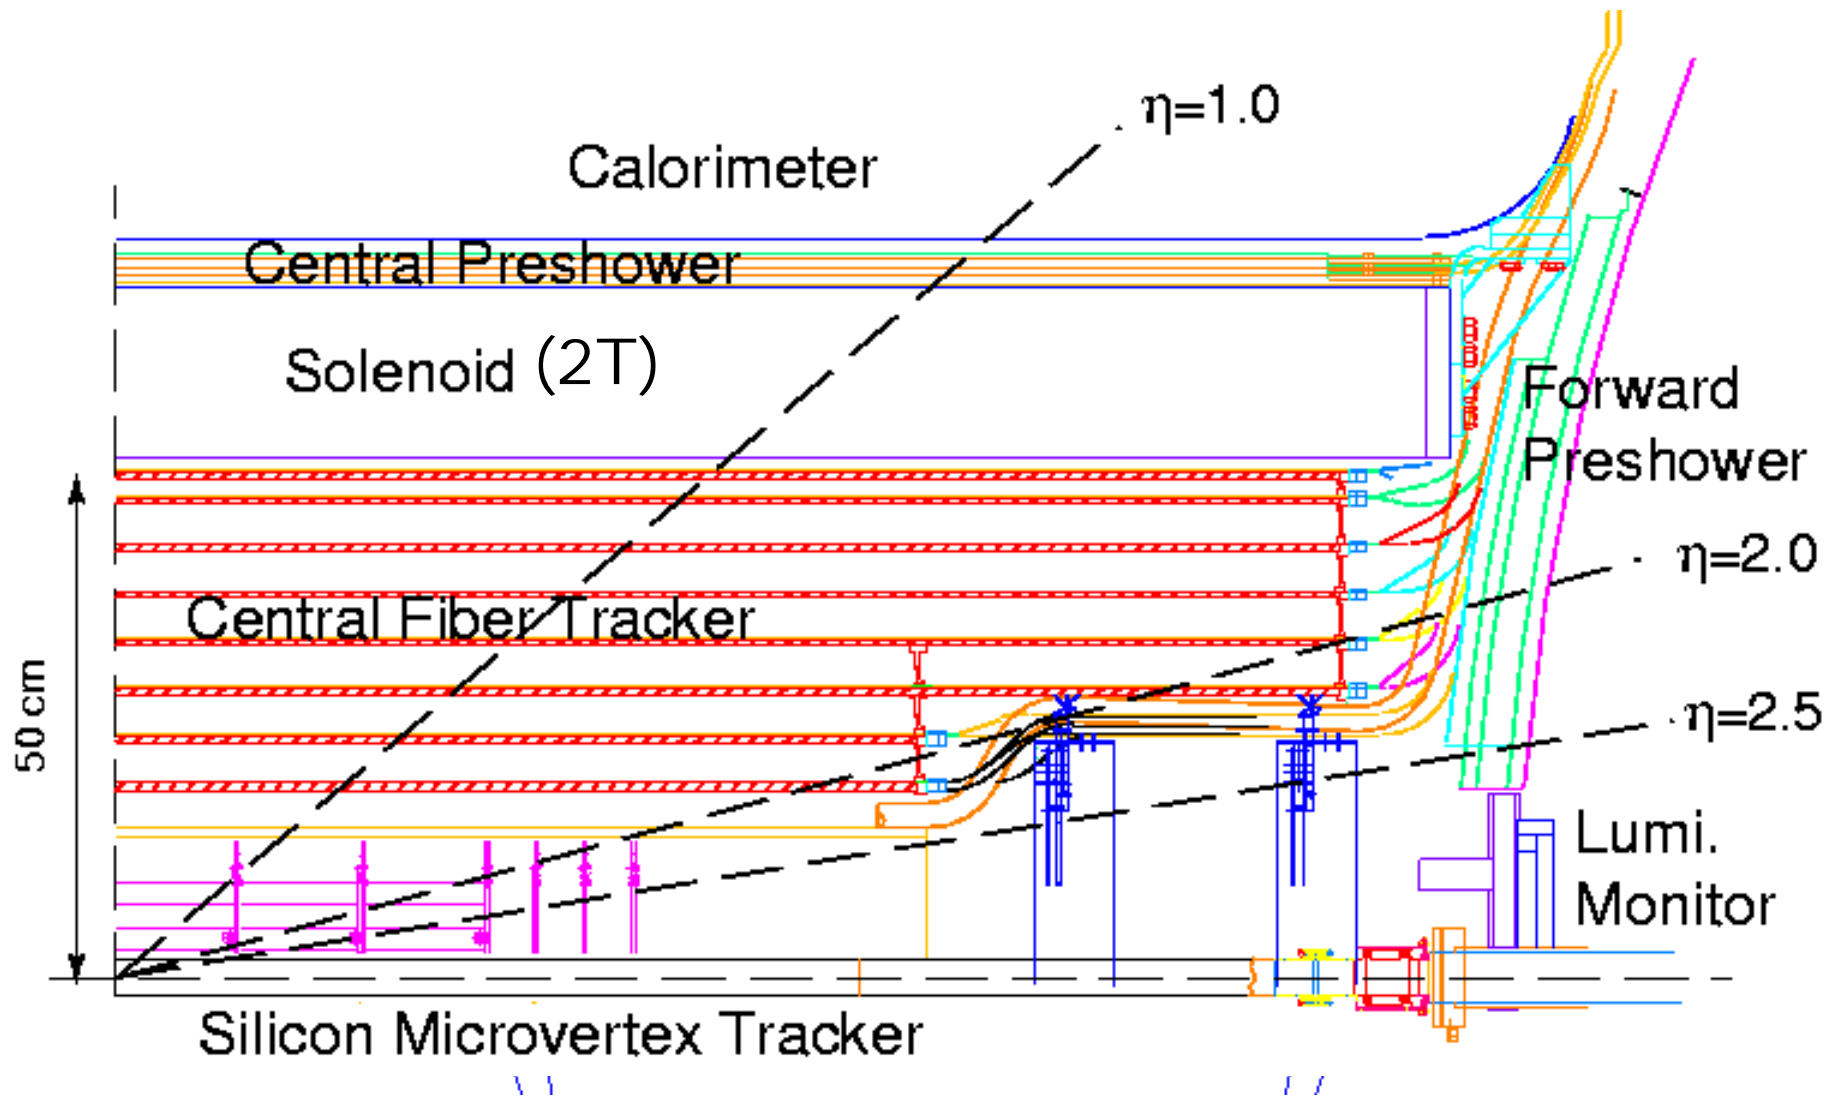 η=1.0
Calorimeter
Central Preshower
Solenoid (2T)
Forward
Preshower
η=2.0
Central Fiber Tracker
50 cm
η=2.5
Lumi.
Monitor
Silicon Microvertex Tracker